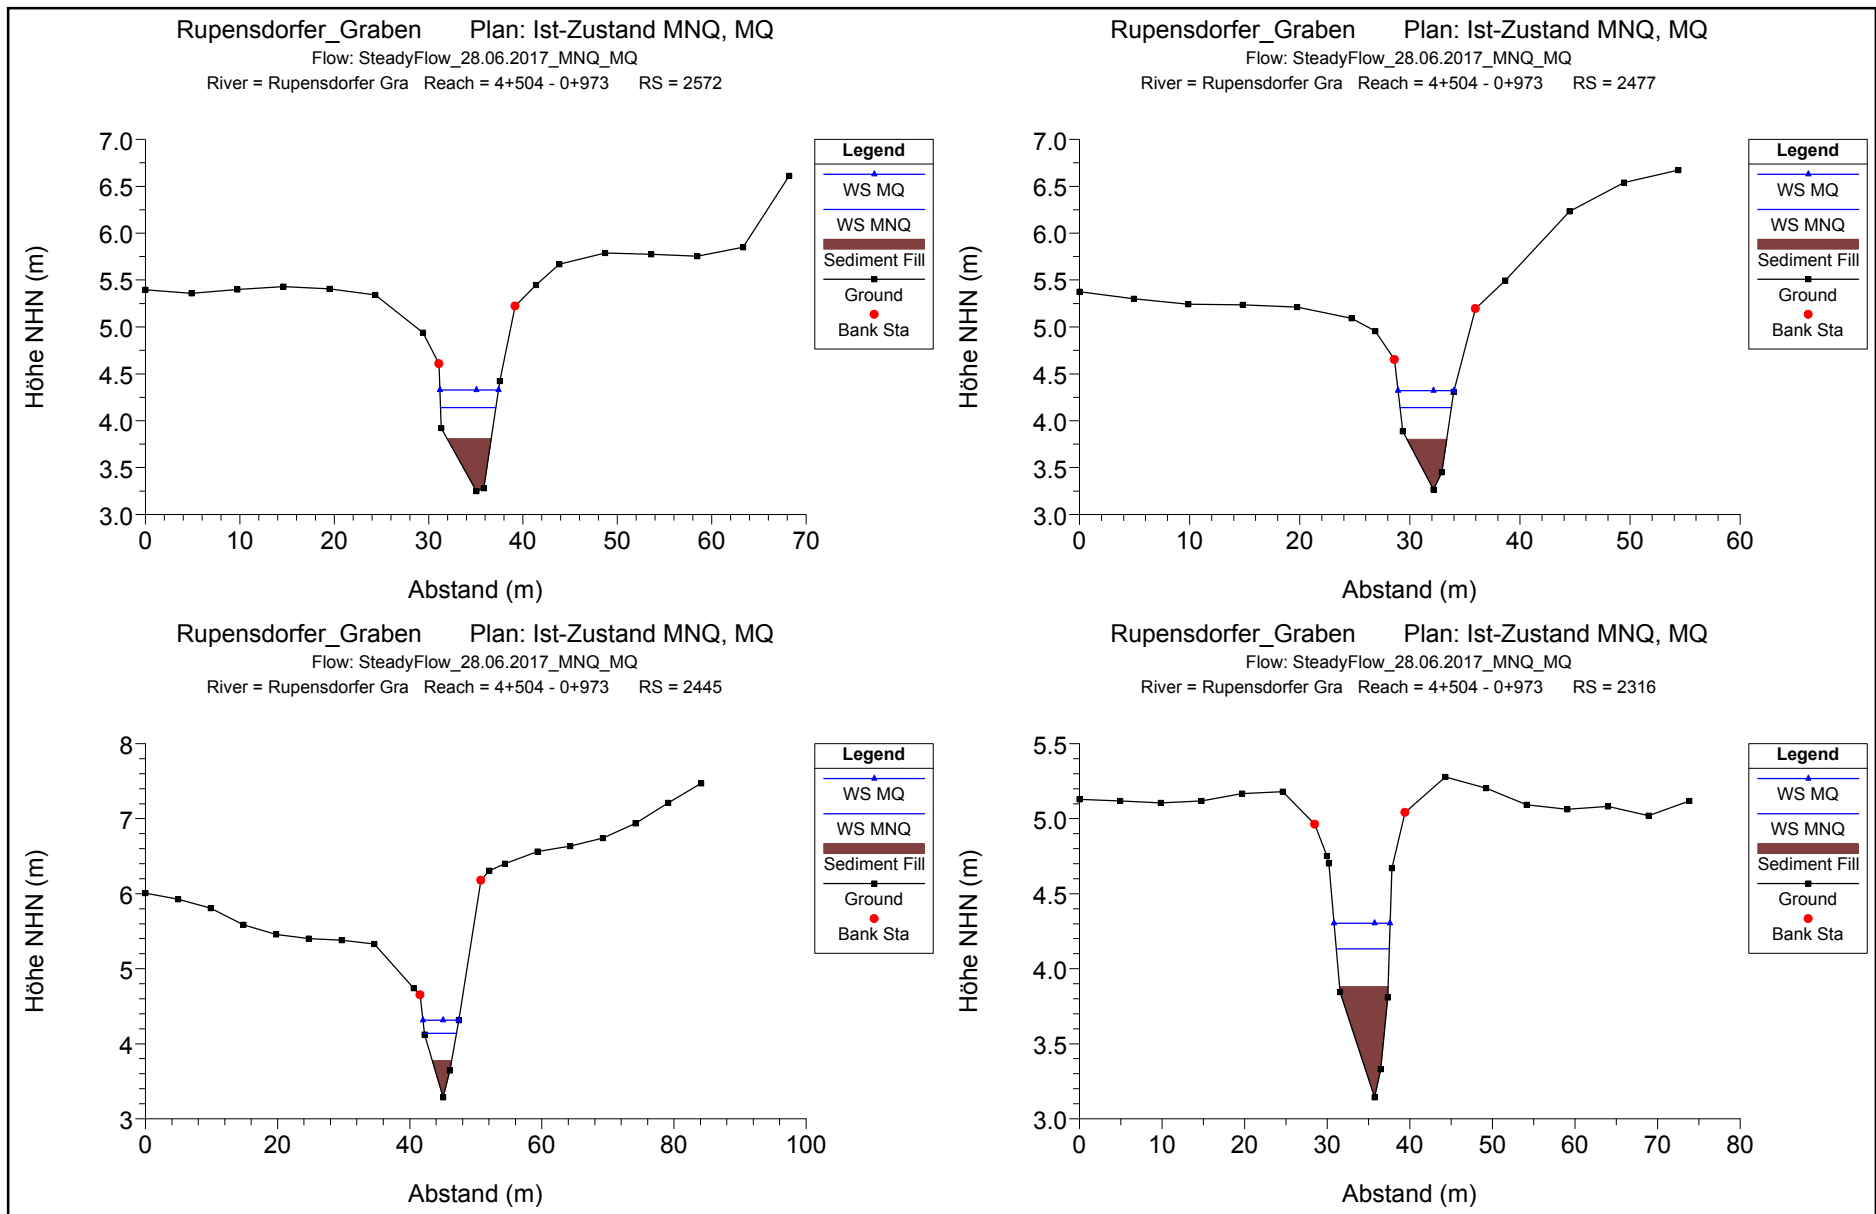 Rupensdorfer_Graben Plan: Ist-Zustand MNQ, MQ
Flow: SteadyFlow_28.06.2017_MNQ_MQ
River = Rupensdorfer Gra Reach = 4+504 - 0+973 RS = 2572
7.0
6.5
6.0
5.5
5.0
4.5
4.0
3.5
3.0
Höhe NHN (m)
0 10 20 30 40 50 60 70
Abstand (m)
Legend
WS MQ
WS MNQ
Sediment Fill
Ground
Bank Sta
Rupensdorfer_Graben Plan: Ist-Zustand MNQ, MQ
Flow: SteadyFlow_28.06.2017_MNQ_MQ
River = Rupensdorfer Gra Reach = 4+504 - 0+973 RS = 2477
7.0
6.5
6.0
5.5
5.0
4.5
4.0
3.5
3.0
Höhe NHN (m)
0 10 20 30 40 50 60
Abstand (m)
Legend
WS MQ
WS MNQ
Sediment Fill
Ground
Bank Sta
Rupensdorfer_Graben Plan: Ist-Zustand MNQ, MQ
Flow: SteadyFlow_28.06.2017_MNQ_MQ
River = Rupensdorfer Gra Reach = 4+504 - 0+973 RS = 2445
8
7
6
5
4
3
Höhe NHN (m)
0 20 40 60 80 100
Abstand (m)
Legend
WS MQ
WS MNQ
Sediment Fill
Ground
Bank Sta
Rupensdorfer_Graben Plan: Ist-Zustand MNQ, MQ
Flow: SteadyFlow_28.06.2017_MNQ_MQ
River = Rupensdorfer Gra Reach = 4+504 - 0+973 RS = 2316
5.5
5.0
4.5
4.0
3.5
3.0
Höhe NHN (m)
0 10 20 30 40 50 60 70 80
Abstand (m)
Legend
WS MQ
WS MNQ
Sediment Fill
Ground
Bank Sta